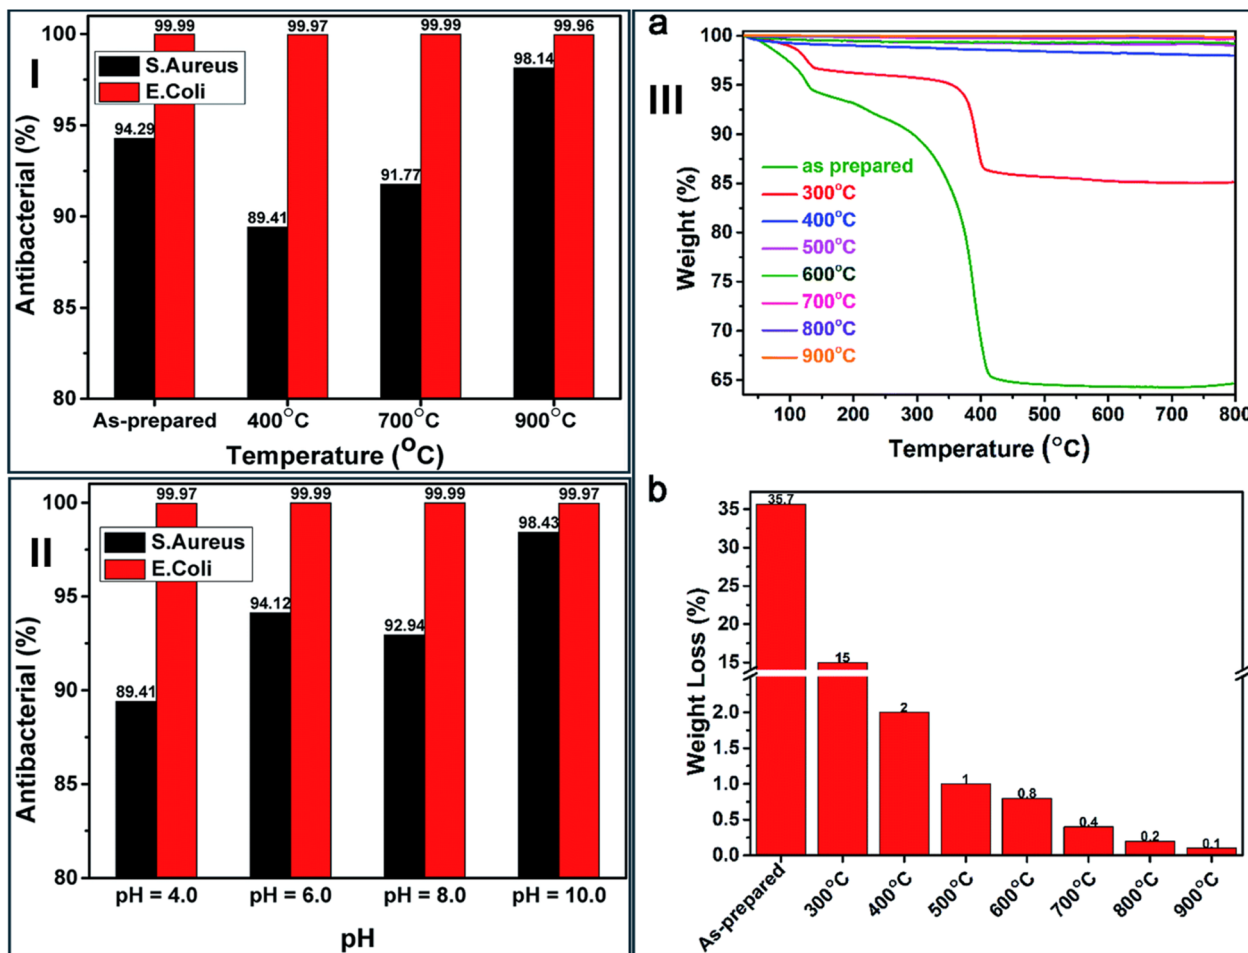 I
S.Aureus
E.Coli
Antibacterial (%)
100
95
90
85
80
94.29
99.99
89.41
99.97
91.77
99.99
98.14
99.96
As-prepared
400°C
700°C
900°C
Temperature (°C)
II
S.Aureus
E.Coli
Antibacterial (%)
100
95
90
85
80
89.41
99.97
94.12
99.99
92.94
99.99
98.43
99.97
pH = 4.0
pH = 6.0
pH = 8.0
pH = 10.0
pH
a
III
Weight (%)
100
95
90
85
80
75
70
65
as prepared
300°C
400°C
500°C
600°C
700°C
800°C
900°C
100
200
300
400
500
600
700
800
Temperature (°C)
b
Weight Loss (%)
35
30
25
20
15
2.0
1.5
1.0
0.5
0.0
35.7
15
2
1
0.8
0.4
0.2
0.1
As-prepared
300°C
400°C
500°C
600°C
700°C
800°C
900°C